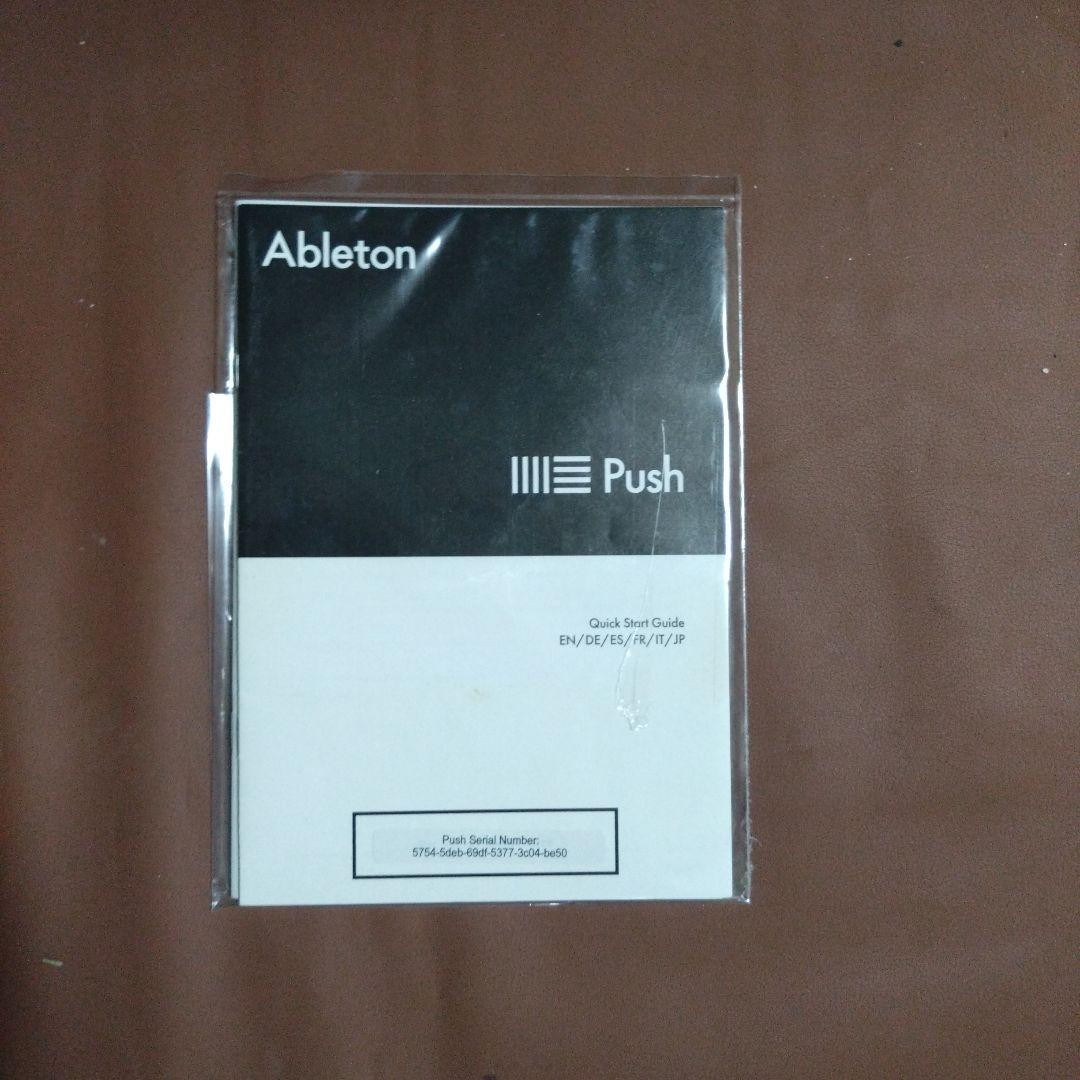 Ableton
Push
Quick Start Guide
EN/DE/ES/FR/IT/JP
Push Serial Number:
5754-5deb-69df-5377-3c04-be50